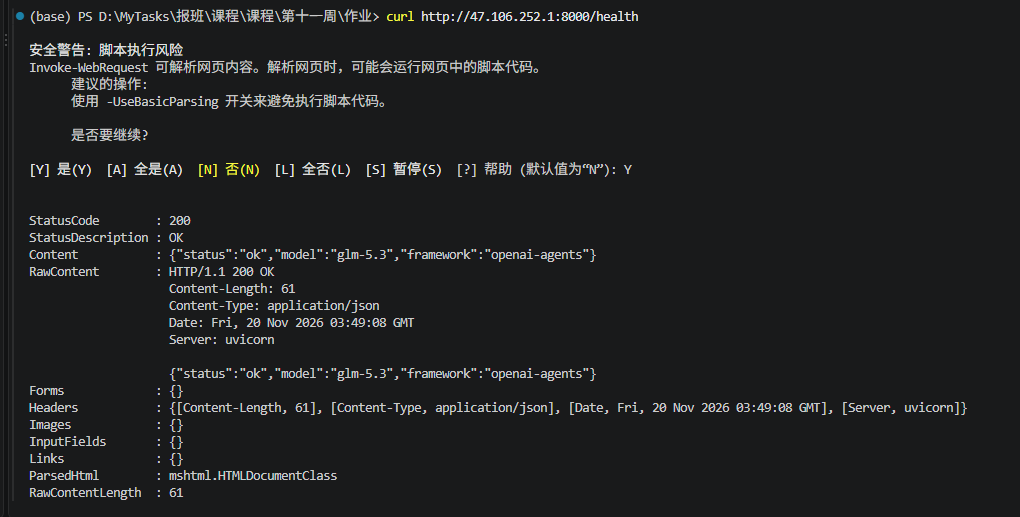 (base) PS D:\MyTasks\报班\课程\课程\第十一周\作业> curl http://47.106.252.1:8000/health
安全警告: 脚本执行风险
Invoke-WebRequest 可解析网页内容。解析网页时，可能会运行网页中的脚本代码。
建议的操作:
使用 -UseBasicParsing 开关来避免执行脚本代码。
是否要继续?
[Y] 是(Y)  [A] 全是(A)  [N] 否(N)  [L] 全否(L)  [S] 暂停(S)  [?] 帮助 (默认值为“N”): Y
StatusCode        : 200
StatusDescription : OK
Content           : {"status":"ok","model":"glm-5.3","framework":"openai-agents"}
RawContent        : HTTP/1.1 200 OK
Content-Length: 61
Content-Type: application/json
Date: Fri, 20 Nov 2026 03:49:08 GMT
Server: uvicorn
{"status":"ok","model":"glm-5.3","framework":"openai-agents"}
Forms             : {}
Headers           : {[Content-Length, 61], [Content-Type, application/json], [Date, Fri, 20 Nov 2026 03:49:08 GMT], [Server, uvicorn]}
Images            : {}
InputFields       : {}
Links             : {}
ParsedHtml        : mshtml.HTMLDocumentClass
RawContentLength  : 61